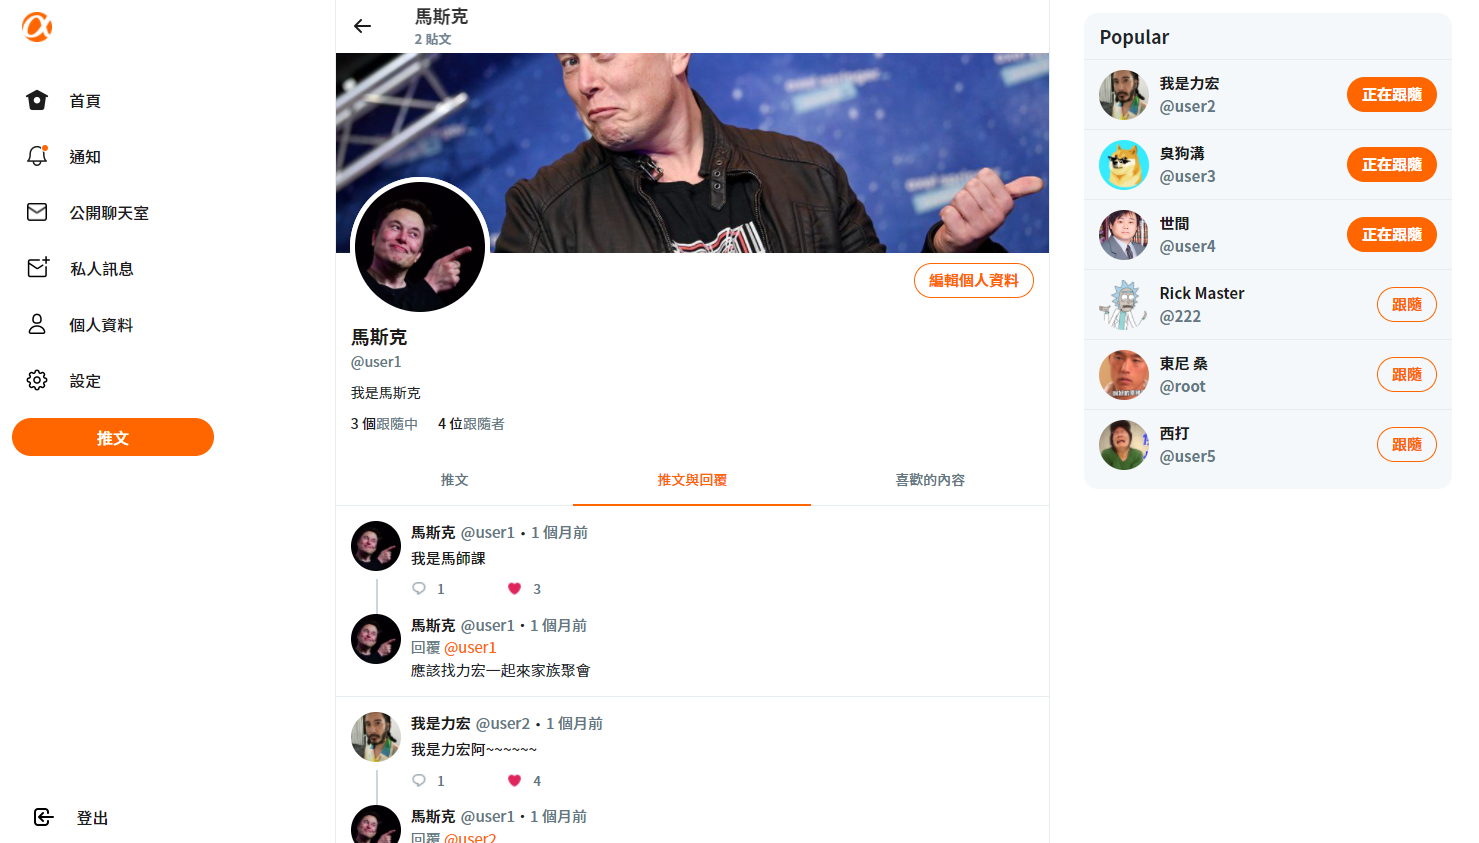 首頁
通知
公開聊天室
私人訊息
個人資料
設定
推文
登出
馬斯克
2 貼文
編輯個人資料
馬斯克
@user1
我是馬斯克
3 個跟隨中 4 位跟隨者
推文 推文與回覆 喜歡的內容
馬斯克 @user1・1 個月前
我是馬師課
1 3
馬斯克 @user1・1 個月前
回覆 @user1
應該找力宏一起來家族聚會
我是力宏 @user2・1 個月前
我是力宏阿~~~~~~
1 4
馬斯克 @user1・1 個月前
回覆 @user2
Popular
我是力宏
@user2
正在跟隨
臭狗溝
@user3
正在跟隨
世間
@user4
正在跟隨
Rick Master
@222
跟隨
東尼 桑
@root
跟隨
西打
@user5
跟隨